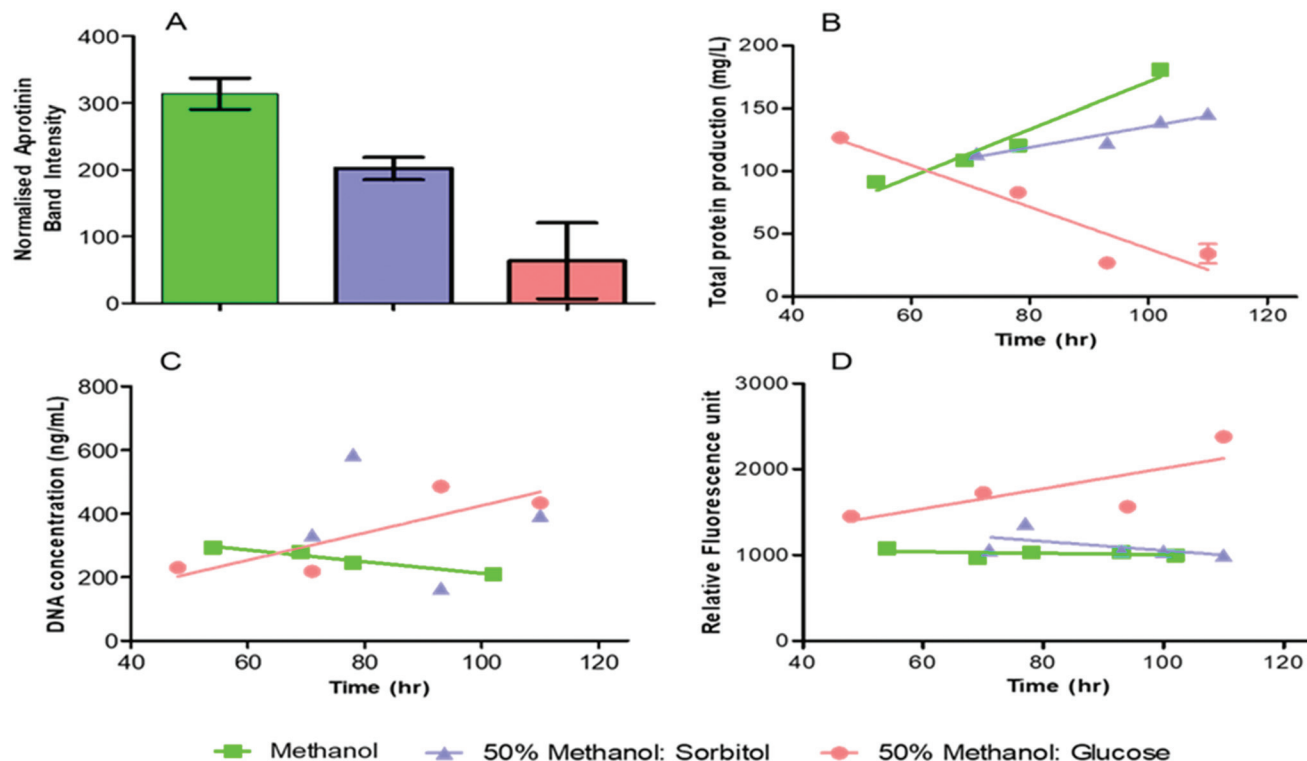 A
Normalised Aprotinin
Band Intensity
400
300
200
100
0
B
Total protein production (mg/L)
200
150
100
50
0
40 60 80 100 120
Time (hr)
C
DNA concentration (ng/mL)
800
600
400
200
0
40 60 80 100 120
Time (hr)
D
Relative Fluorescence unit
3000
2000
1000
0
40 60 80 100 120
Time (hr)
Methanol 50% Methanol: Sorbitol 50% Methanol: Glucose